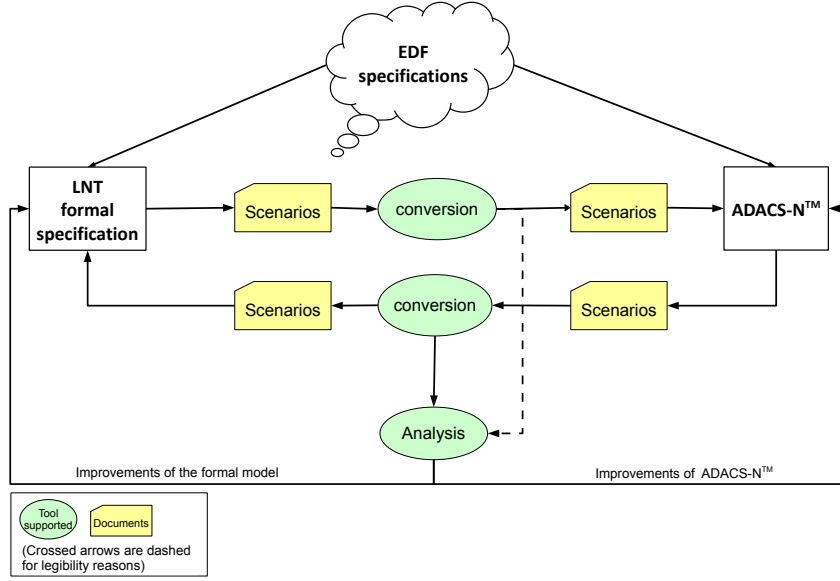 EDF
specifications
LNT
formal
specification
Scenarios
conversion
Scenarios
ADACS-N™
Scenarios
conversion
Scenarios
Analysis
Improvements of the formal model
Improvements of ADACS-N™
Tool
supported
Documents
(Crossed arrows are dashed
for legibility reasons)